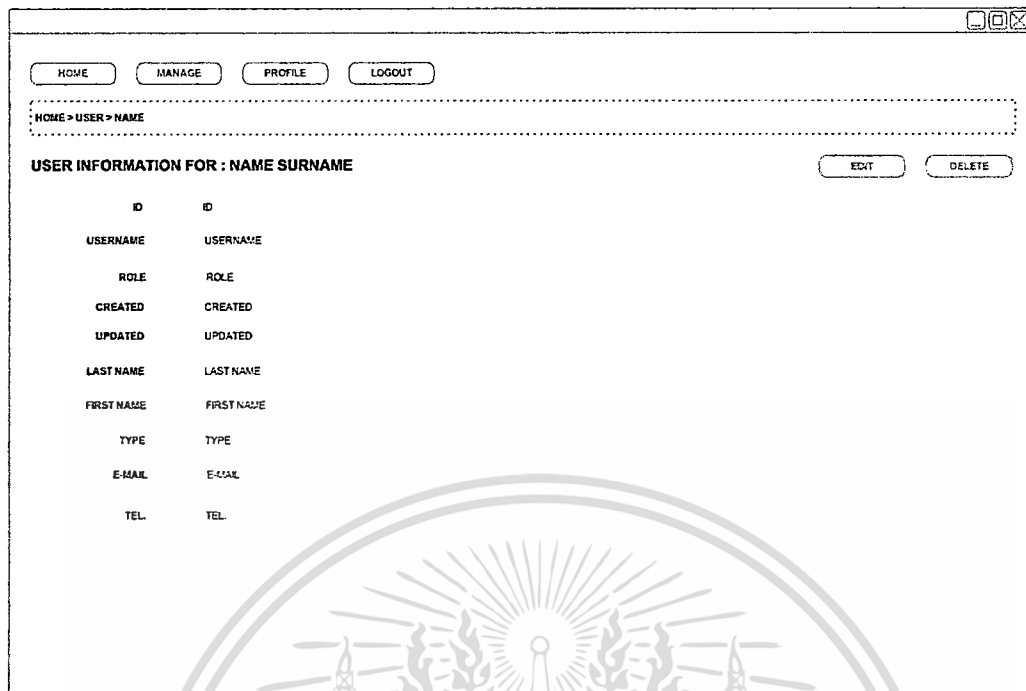 HOME MANAGE PROFILE LOGOUT
HOME > USER > NAME
USER INFORMATION FOR : NAME SURNAME EDIT DELETE
ID ID
USERNAME USERNAME
ROLE ROLE
CREATED CREATED
UPDATED UPDATED
LAST NAME LAST NAME
FIRST NAME FIRST NAME
TYPE TYPE
E-MAIL E-MAIL
TEL. TEL.